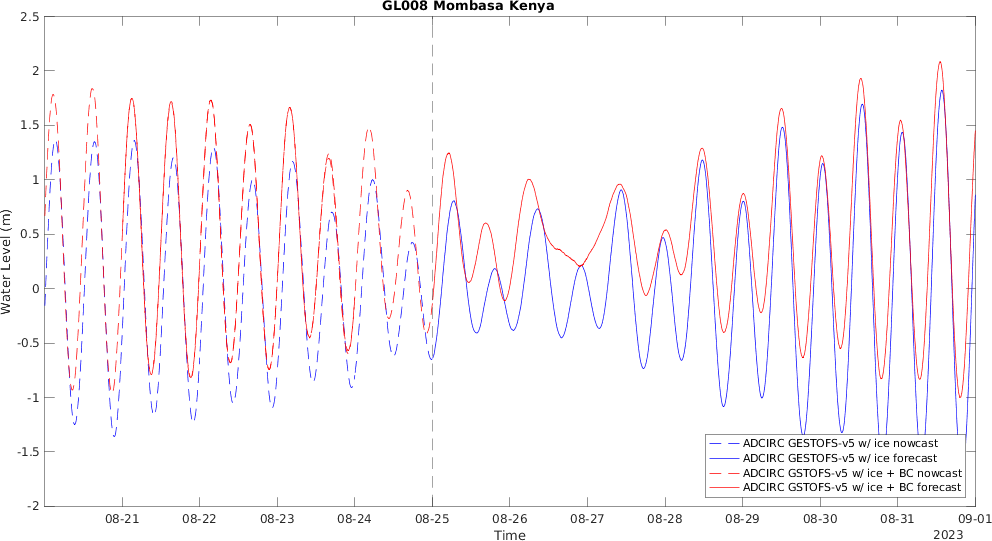 GL008 Mombasa Kenya
2.5
2
1.5
1
0.5
0
-0.5
-1
-1.5
-2
Water Level (m)
ADCIRC GESTOFS-v5 w/ ice nowcast
ADCIRC GESTOFS-v5 w/ ice forecast
ADCIRC GSTOFS-v5 w/ ice + BC nowcast
ADCIRC GSTOFS-v5 w/ ice + BC forecast
08-21 08-22 08-23 08-24 08-25 08-26 08-27 08-28 08-29 08-30 08-31 09-01
Time
2023